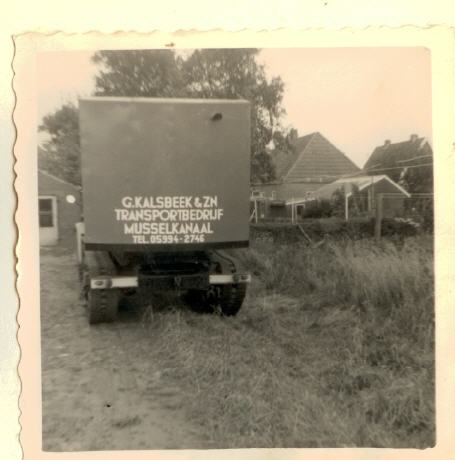 G.KALSBEEK & ZN
TRANSPORTBEDRIJF
MUSSELKANAAL
TEL. 05994-2746